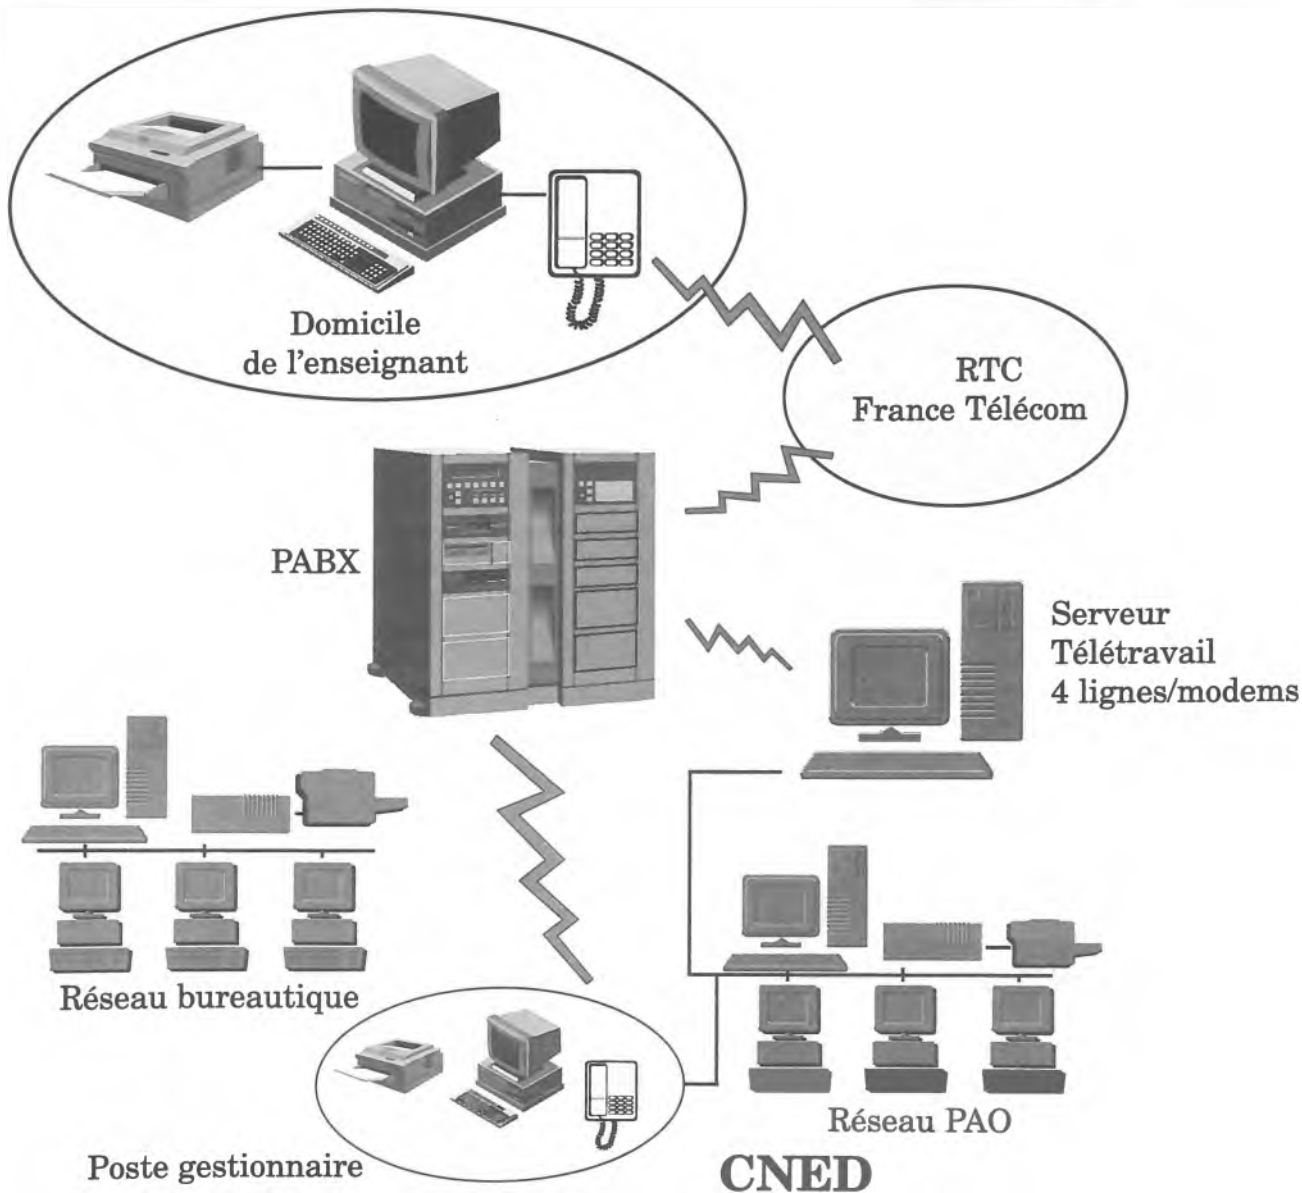 Domicile
de l'enseignant
RTC
France Télécom
PABX
Serveur
Télétravail
4 lignes/modems
Réseau bureautique
Réseau PAO
Poste gestionnaire
CNED